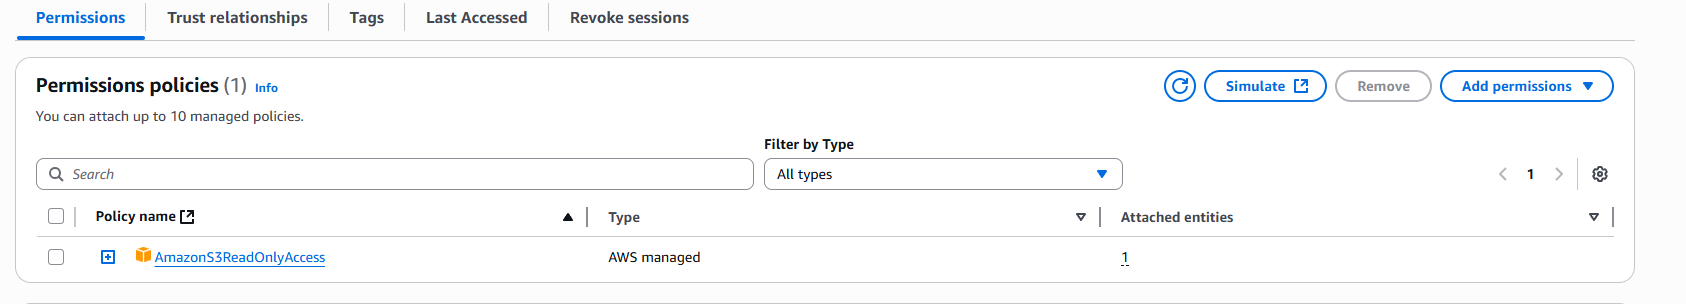 Permissions
Trust relationships
Tags
Last Accessed
Revoke sessions
Permissions policies (1) Info
Simulate
Remove
Add permissions
You can attach up to 10 managed policies.
Filter by Type
Search
All types
1
Policy name
Type
Attached entities
AmazonS3ReadOnlyAccess
AWS managed
1